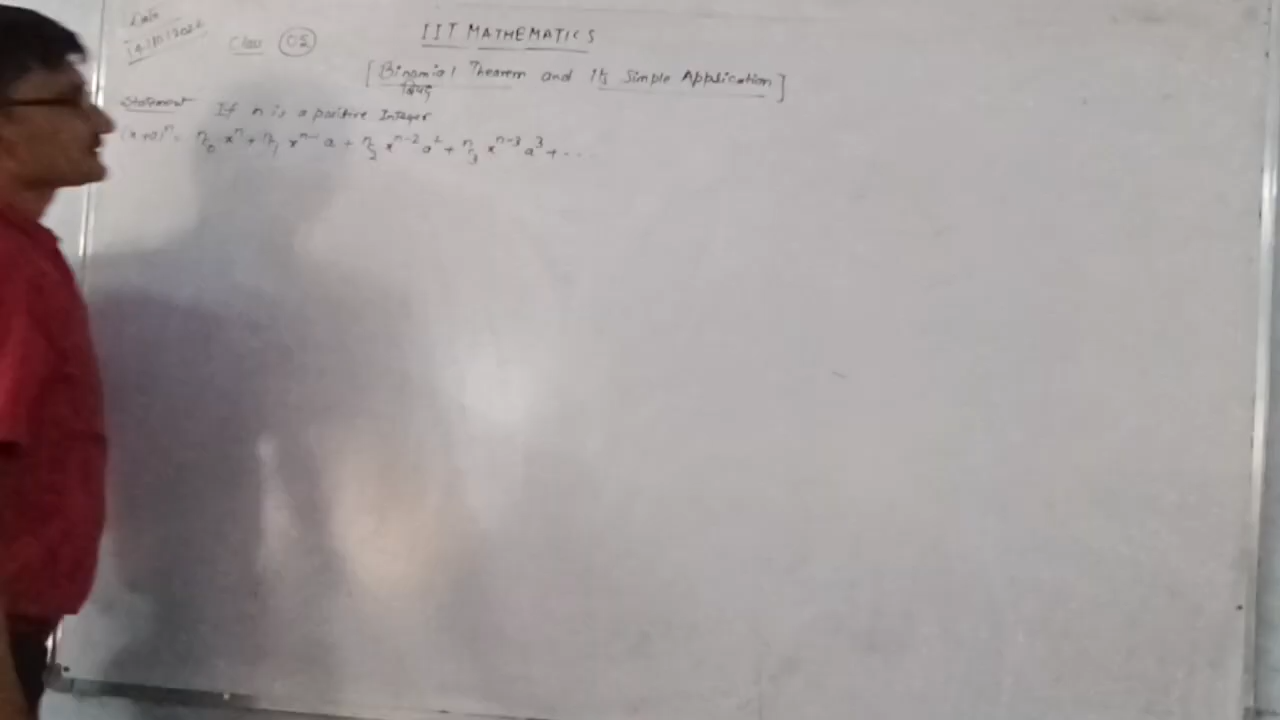 Date
14/10/2022
Class 05
IIT MATHEMATICS
[Binomial Theorem and Its Simple Application]
द्विपद
Statement If n is a positive Integer
(x+a)^n = ⁿC₀ xⁿ + ⁿC₁ xⁿ⁻¹ a + ⁿC₂ xⁿ⁻² a² + ⁿC₃ xⁿ⁻³ a³ + ...